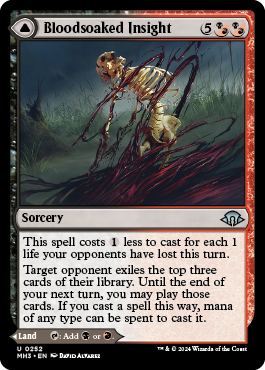 Bloodsoaked Insight 5
Sorcery
This spell costs 1 less to cast for each 1
life your opponents have lost this turn.
Target opponent exiles the top three
cards of their library. Until the end of
your next turn, you may play those
cards. If you cast a spell this way, mana
of any type can be spent to cast it.
Land : Add or .
U 0252
MH3 • EN DAVID ALVAREZ
™ & © 2024 Wizards of the Coast